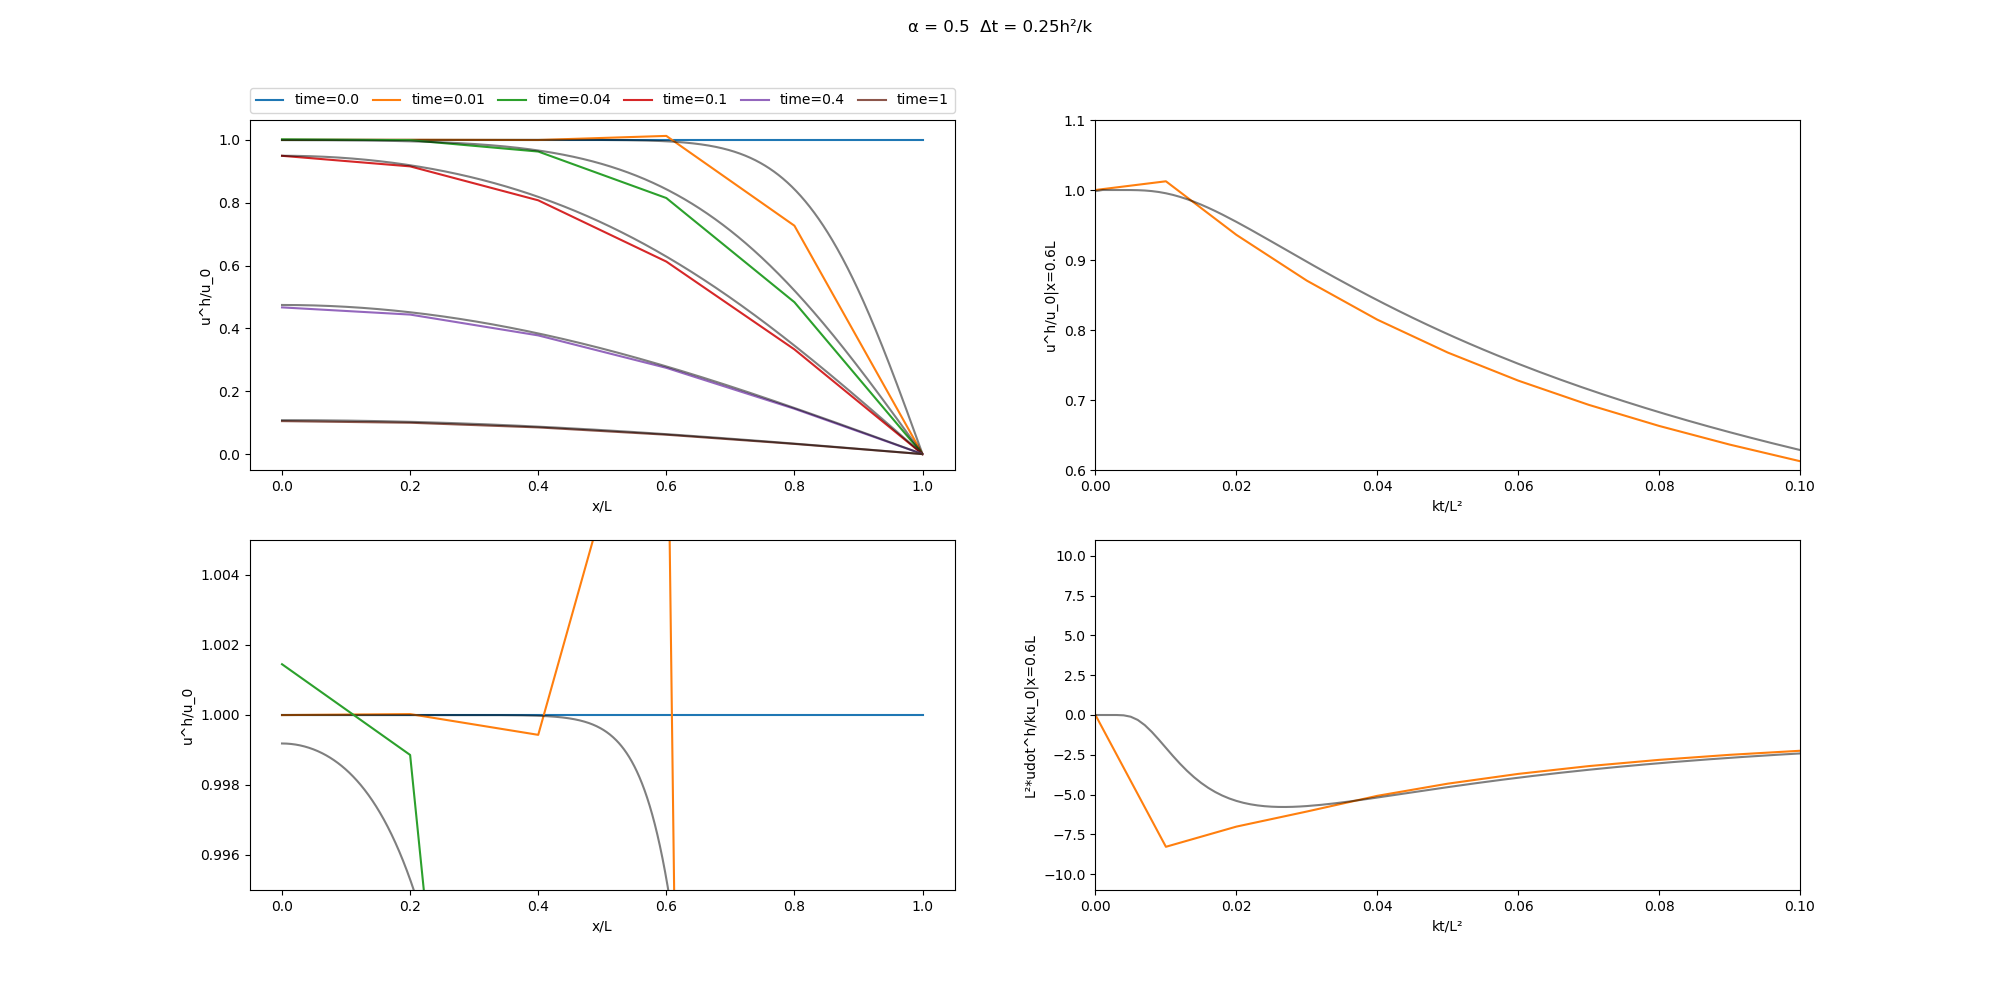 α = 0.5  Δt = 0.25h²/k
time=0.0 time=0.01 time=0.04 time=0.1 time=0.4 time=1
u^h/u_0
1.0
0.8
0.6
0.4
0.2
0.0
0.0 0.2 0.4 0.6 0.8 1.0
x/L
u^h/u_0|x=0.6L
1.1
1.0
0.9
0.8
0.7
0.6
0.00 0.02 0.04 0.06 0.08 0.10
kt/L²
u^h/u_0
1.004
1.002
1.000
0.998
0.996
0.0 0.2 0.4 0.6 0.8 1.0
x/L
L²*udot^h/ku_0|x=0.6L
10.0
7.5
5.0
2.5
0.0
−2.5
−5.0
−7.5
−10.0
0.00 0.02 0.04 0.06 0.08 0.10
kt/L²